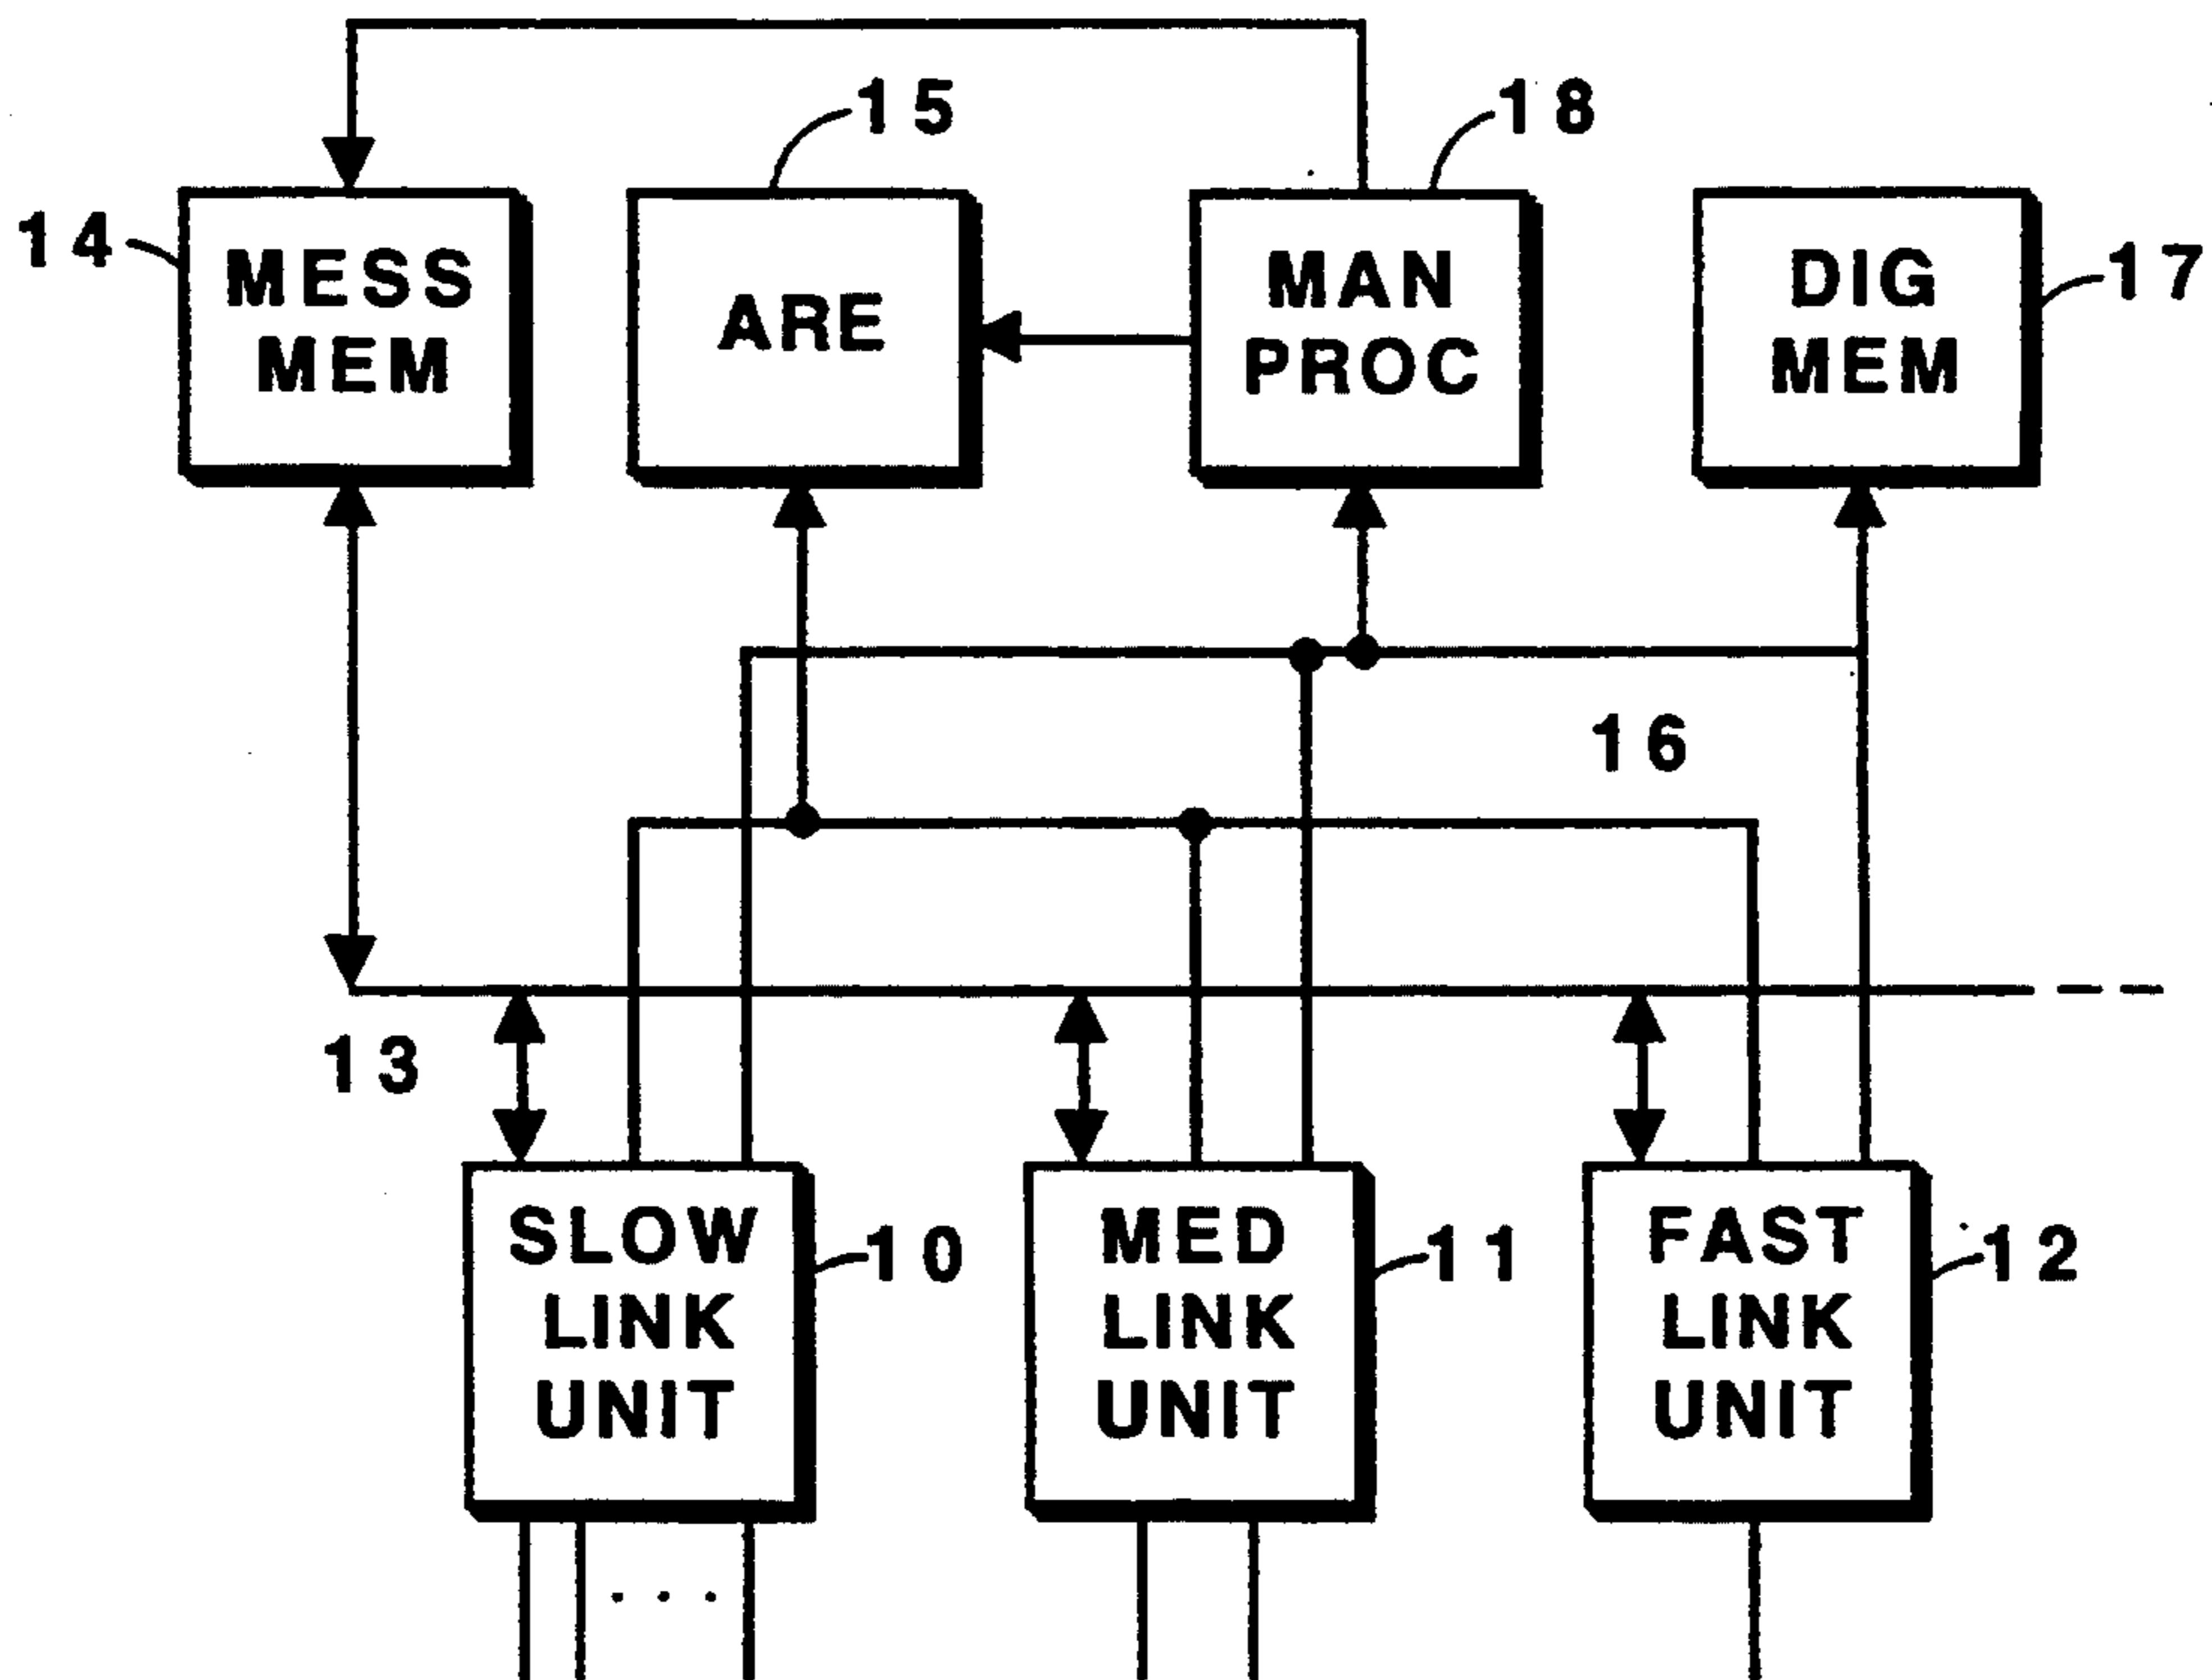 15
18
14
MESS
MEM
ARE
MAN
PROC
DIG
MEM
17
16
13
SLOW
LINK
UNIT
10
MED
LINK
UNIT
11
FAST
LINK
UNIT
12